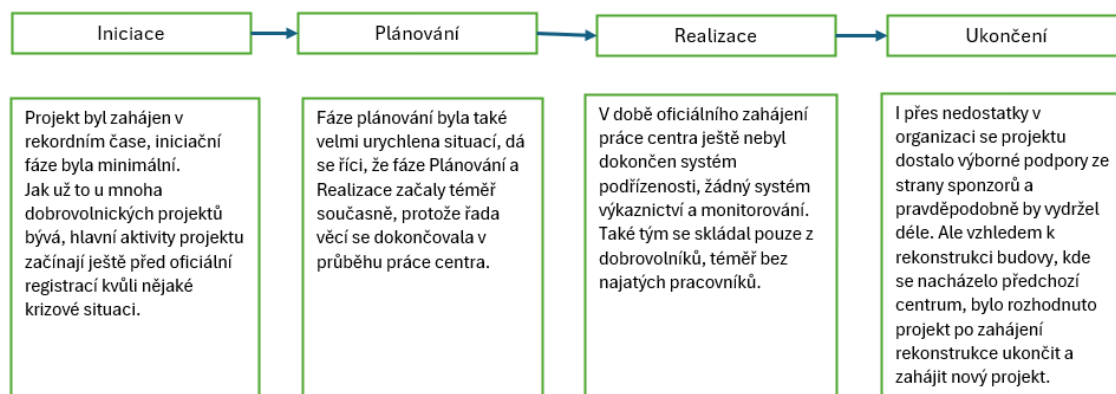 Iniciace
Plánování
Realizace
Ukončení
Projekt byl zahájen v
rekordním čase, iniciační
fáze byla minimální.
Jak už to u mnoha
dobrovolnických projektů
bývá, hlavní aktivity projektu
začínají ještě před oficiální
registrací kvůli nějaké
krizové situaci.
Fáze plánování byla také
velmi urychlena situací, dá
se říci, že fáze Plánování a
Realizace začaly téměř
současně, protože řada
věcí se dokončovala v
průběhu práce centra.
V době oficiálního zahájení
práce centra ještě nebyl
dokončen systém
podřízenosti, žádný systém
výkaznictví a monitorování.
Také tým se skládal pouze z
dobrovolníků, téměř bez
najatých pracovníků.
I přes nedostatky v
organizaci se projektu
dostalo výborné podpory ze
strany sponzorů a
pravděpodobně by vydržel
déle. Ale vzhledem k
rekonstrukci budovy, kde
se nacházelo předchozí
centrum, bylo rozhodnuto
projekt po zahájení
rekonstrukce ukončit a
zahájit nový projekt.